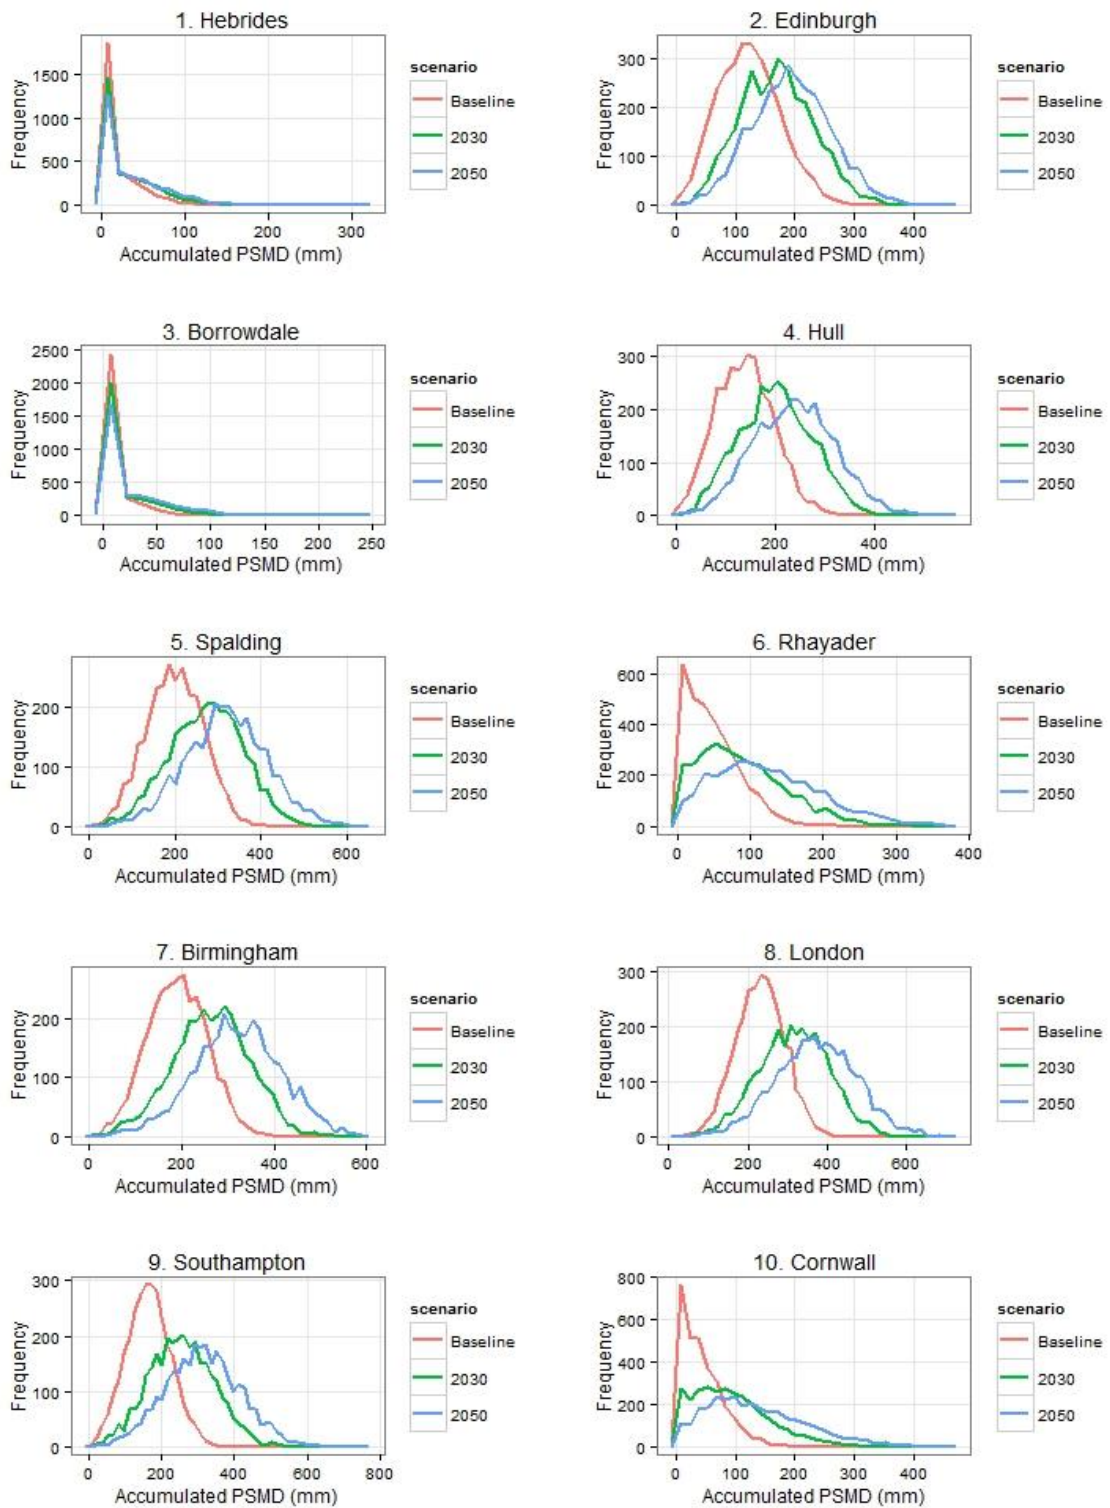 1. Hebrides
1500
1000
500
0
Frequency
0 100 200 300
Accumulated PSMD (mm)
scenario
Baseline
2030
2050
2. Edinburgh
300
200
100
0
Frequency
0 100 200 300 400
Accumulated PSMD (mm)
scenario
Baseline
2030
2050
3. Borrowdale
2500
2000
1500
1000
500
0
Frequency
0 50 100 150 200 250
Accumulated PSMD (mm)
scenario
Baseline
2030
2050
4. Hull
300
200
100
0
Frequency
0 200 400
Accumulated PSMD (mm)
scenario
Baseline
2030
2050
5. Spalding
200
100
0
Frequency
0 200 400 600
Accumulated PSMD (mm)
scenario
Baseline
2030
2050
6. Rhayader
600
400
200
0
Frequency
0 100 200 300 400
Accumulated PSMD (mm)
scenario
Baseline
2030
2050
7. Birmingham
200
100
0
Frequency
0 200 400 600
Accumulated PSMD (mm)
scenario
Baseline
2030
2050
8. London
300
200
100
0
Frequency
0 200 400 600
Accumulated PSMD (mm)
scenario
Baseline
2030
2050
9. Southampton
300
200
100
0
Frequency
0 200 400 600 800
Accumulated PSMD (mm)
scenario
Baseline
2030
2050
10. Cornwall
800
600
400
200
0
Frequency
0 100 200 300 400
Accumulated PSMD (mm)
scenario
Baseline
2030
2050